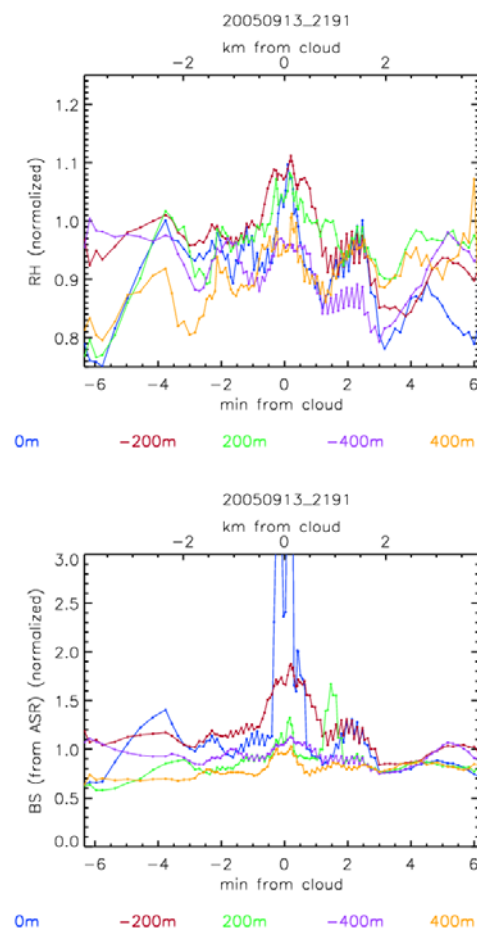 20050913_2191
km from cloud
−2 0 2
RH (normalized)
1.2
1.1
1.0
0.9
0.8
−6 −4 −2 0 2 4 6
min from cloud
0m −200m 200m −400m 400m
20050913_2191
km from cloud
−2 0 2
BS (from ASR) (normalized)
3.0
2.5
2.0
1.5
1.0
0.5
0.0
−6 −4 −2 0 2 4 6
min from cloud
0m −200m 200m −400m 400m